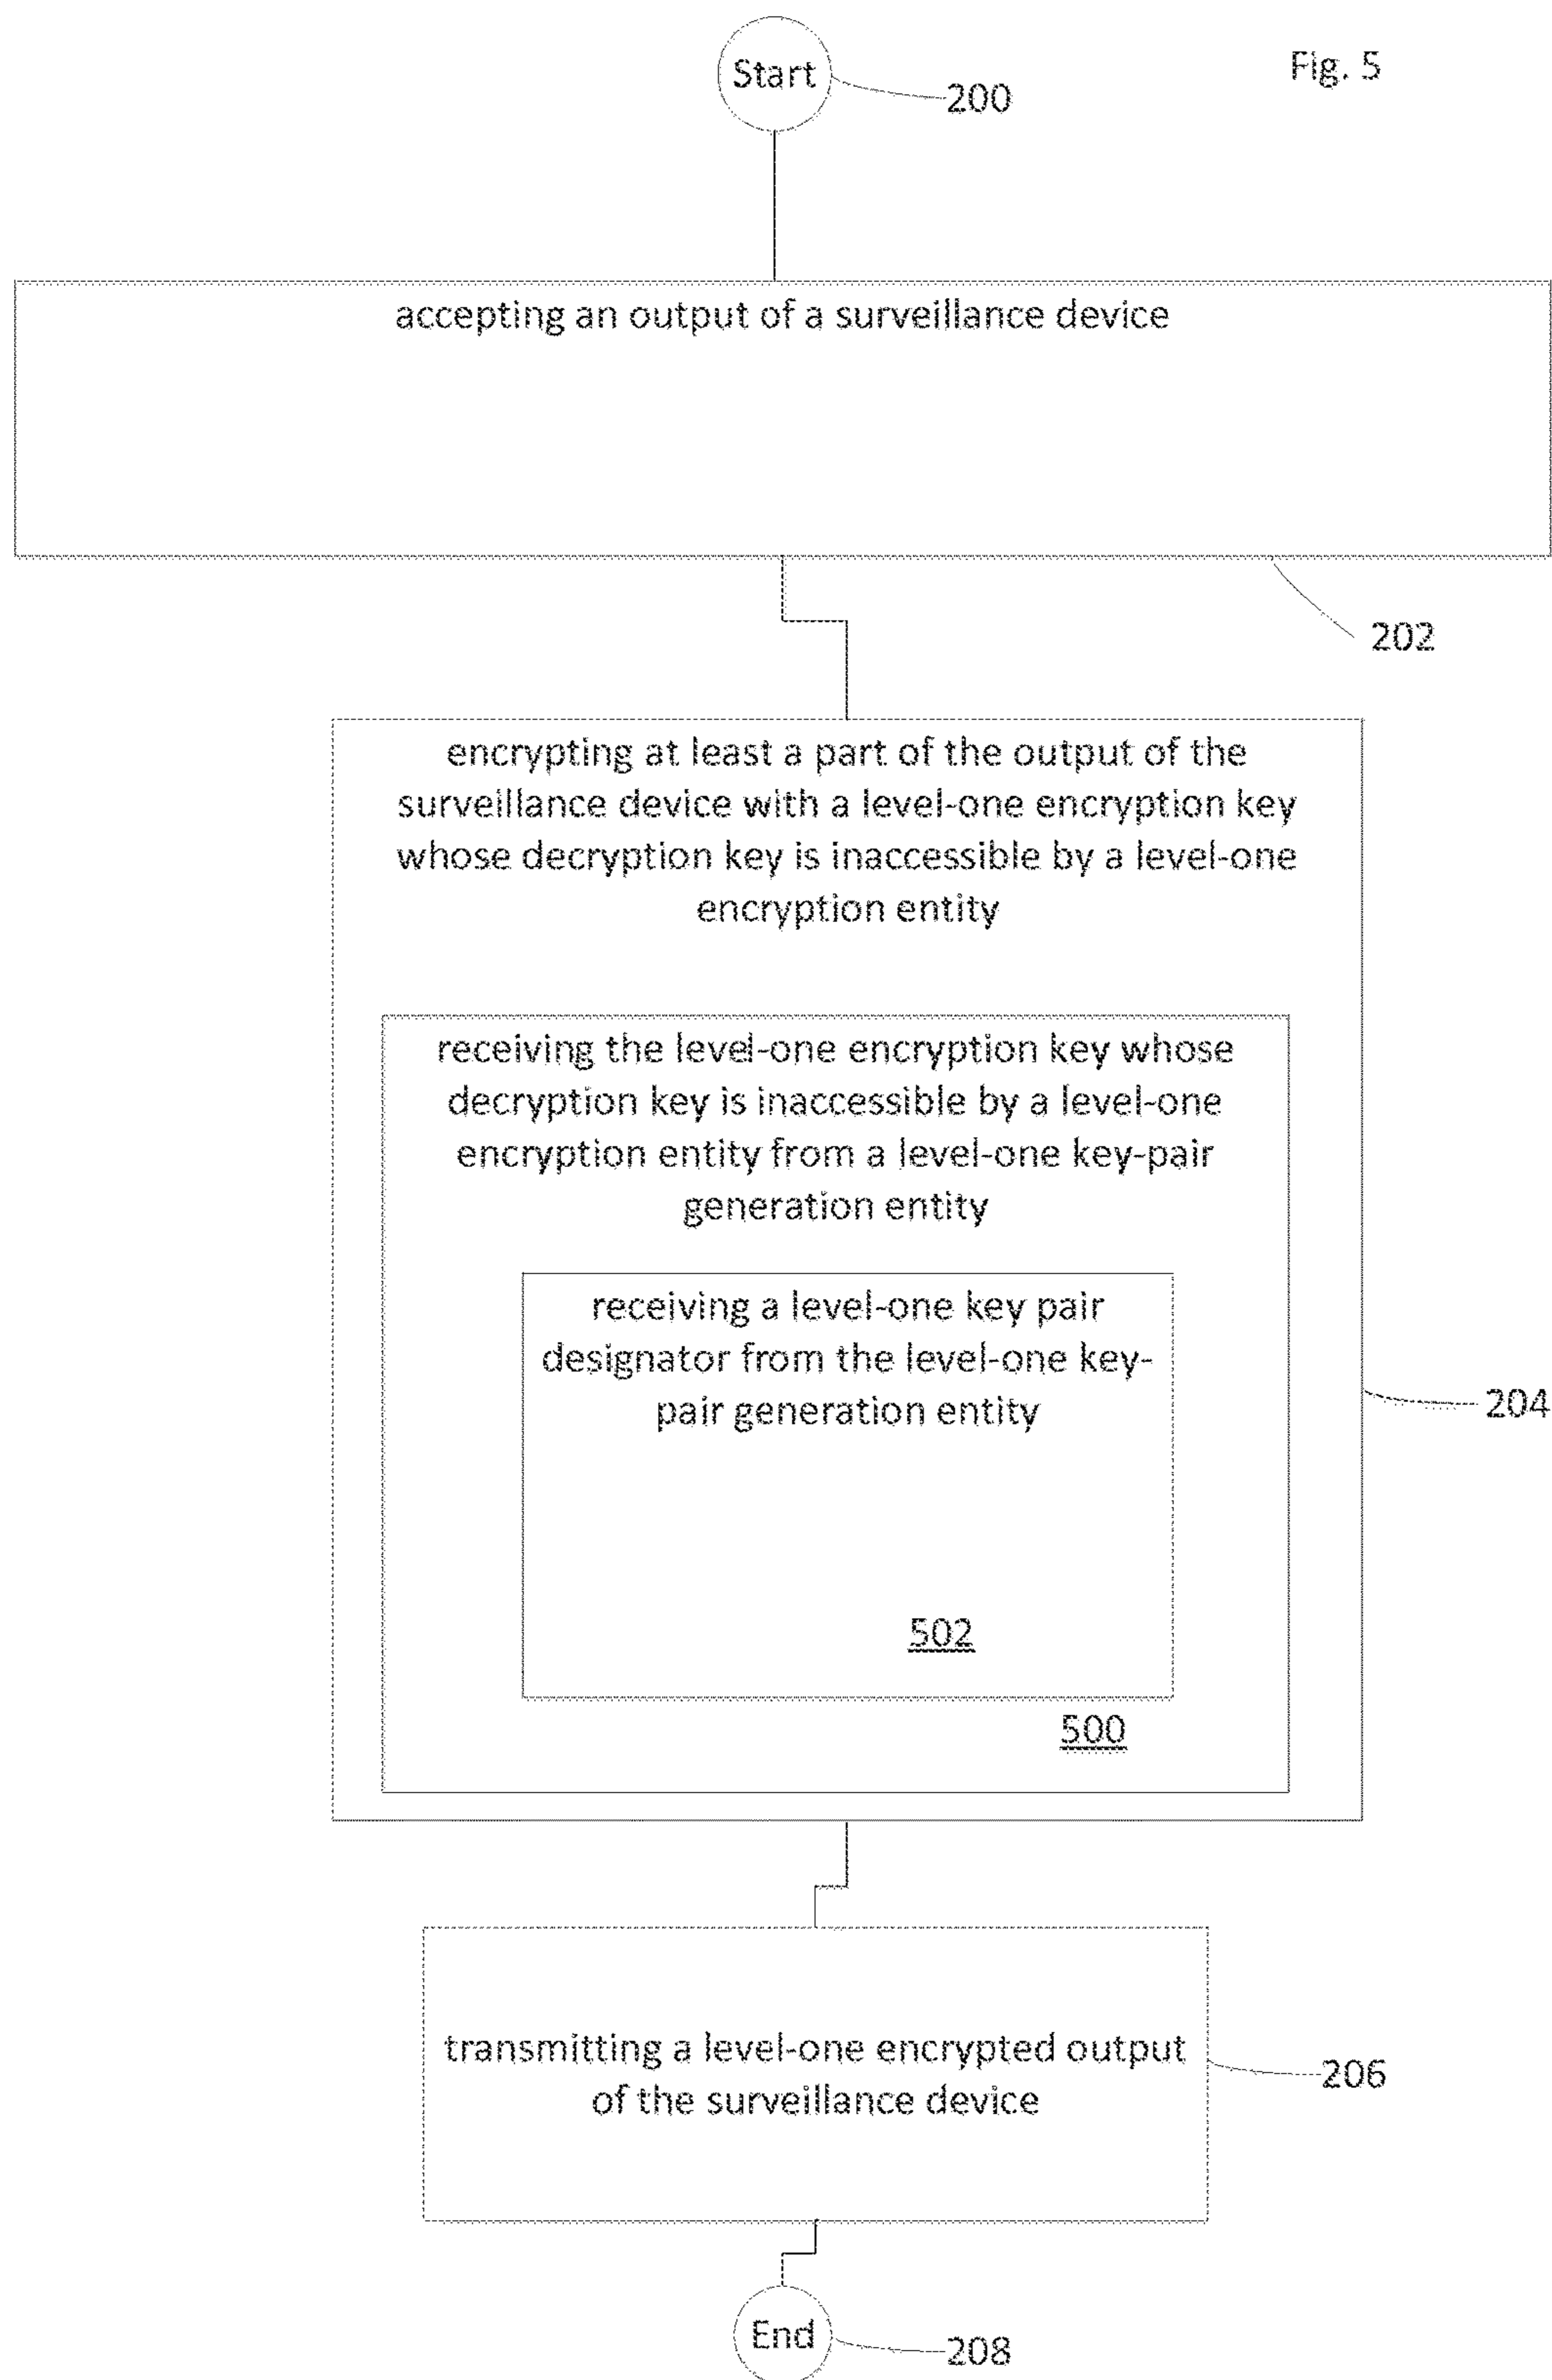 Start
Fig. 5
200
accepting an output of a surveillance device
202
encrypting at least a part of the output of the
surveillance device with a level-one encryption key
whose decryption key is inaccessible by a level-one
encryption entity
receiving the level-one encryption key whose
decryption key is inaccessible by a level-one
encryption entity from a level-one key-pair
generation entity
receiving a level-one key pair
designator from the level-one key-
pair generation entity
204
502
500
transmitting a level-one encrypted output
of the surveillance device
206
End
208